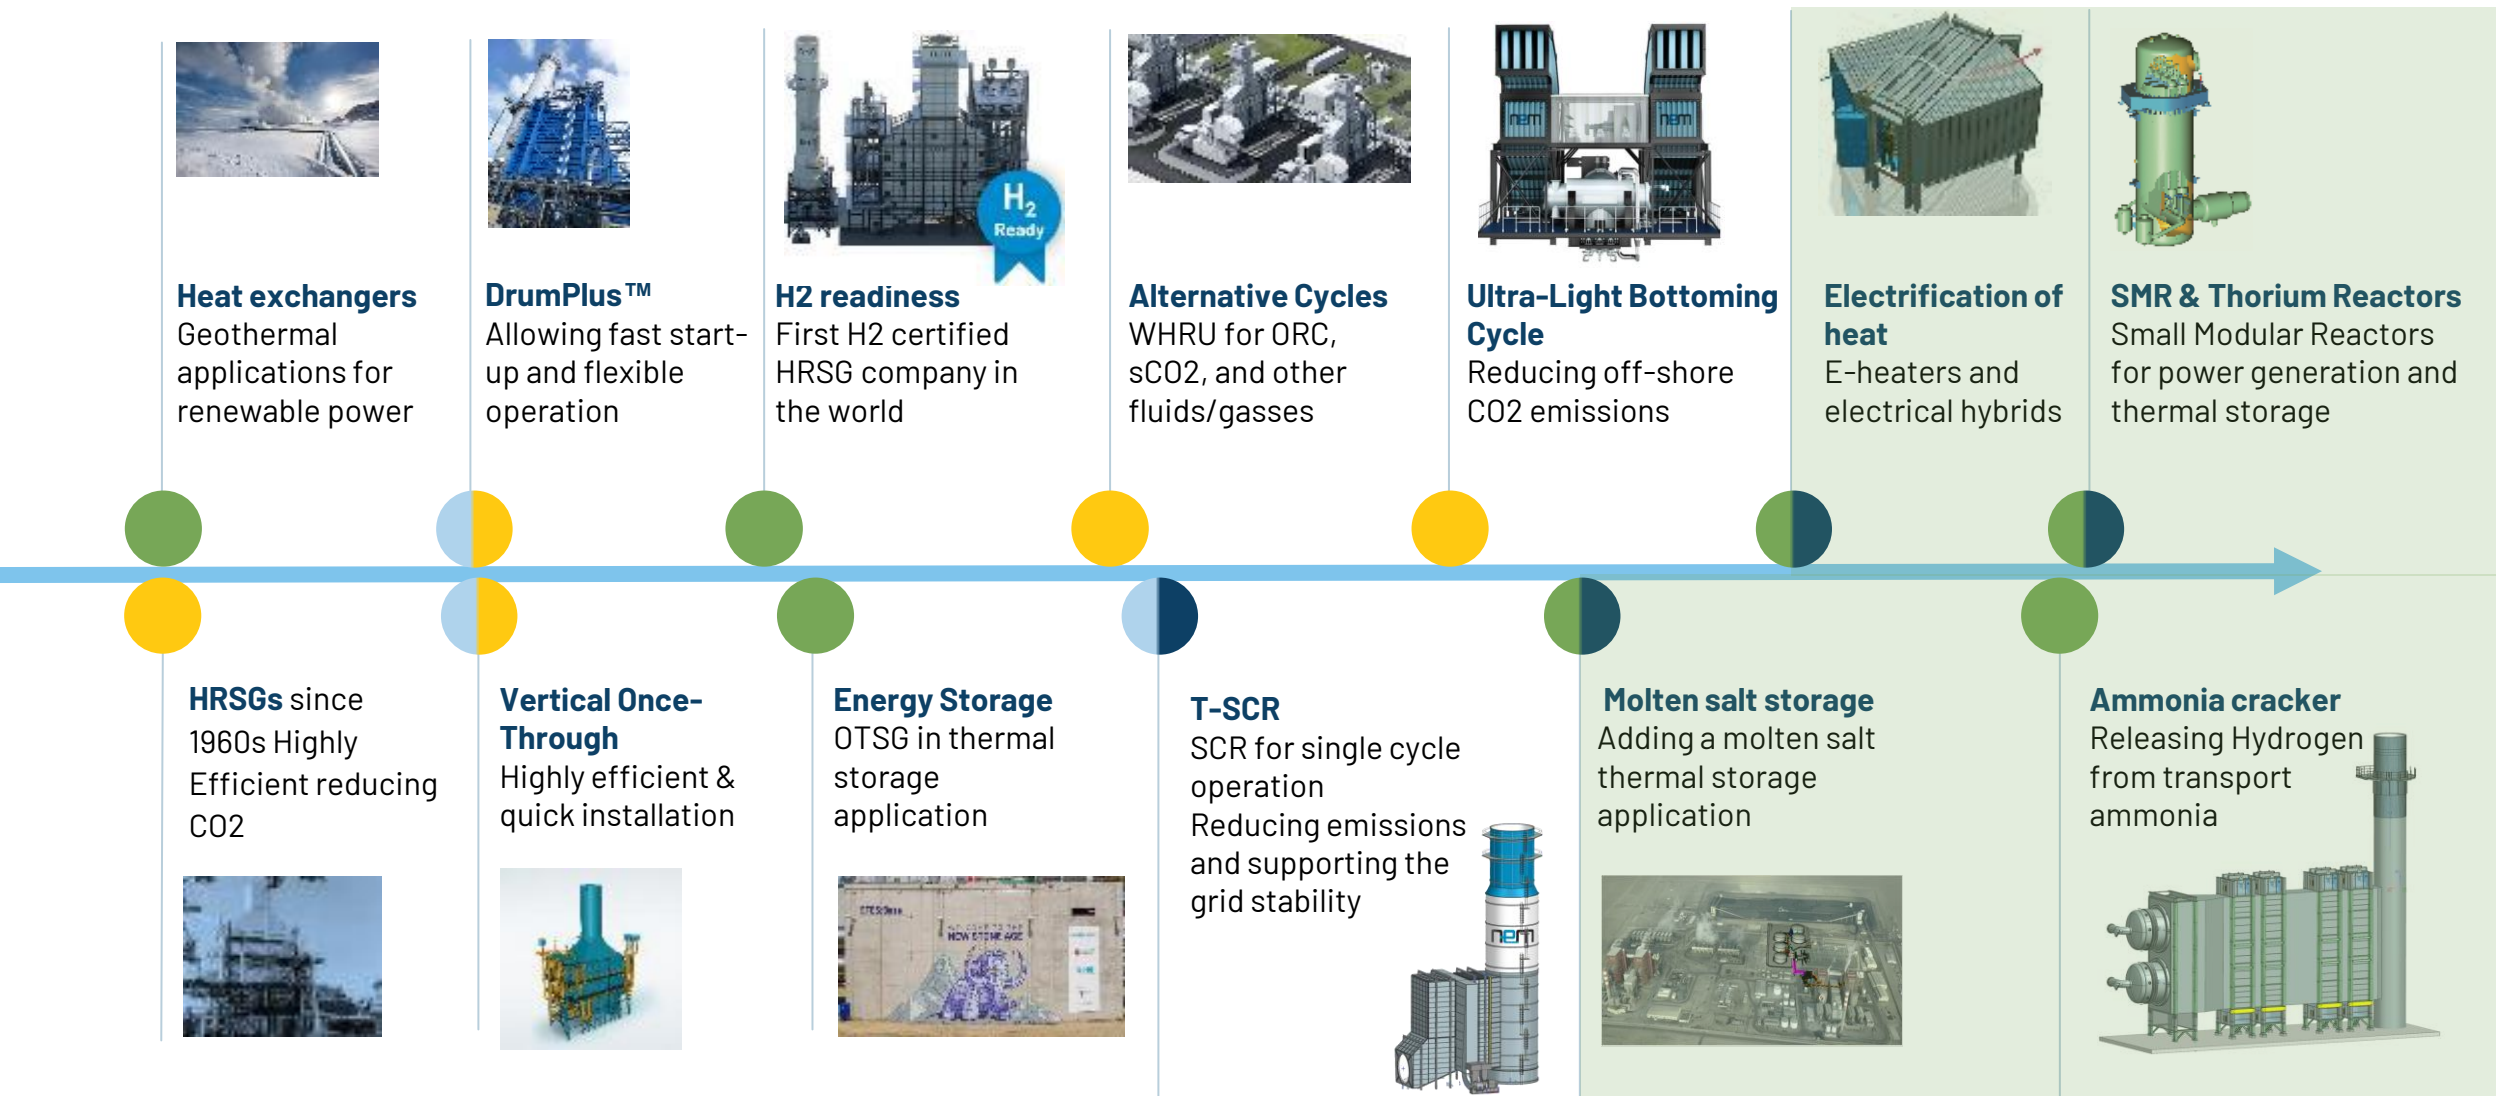 H2
Ready
nem
nem
Heat exchangers
Geothermal
applications for
renewable power
DrumPlus™
Allowing fast start-
up and flexible
operation
H2 readiness
First H2 certified
HRSG company in
the world
Alternative Cycles
WHRU for ORC,
sCO2, and other
fluids/gasses
Ultra-Light Bottoming
Cycle
Reducing off-shore
CO2 emissions
Electrification of
heat
E-heaters and
electrical hybrids
SMR & Thorium Reactors
Small Modular Reactors
for power generation and
thermal storage
HRSGs since
1960s Highly
Efficient reducing
CO2
Vertical Once-
Through
Highly efficient &
quick installation
Energy Storage
OTSG in thermal
storage
application
WELCOME TO THE
NEW STONE AGE
T-SCR
SCR for single cycle
operation
Reducing emissions
and supporting the
grid stability
nem
Molten salt storage
Adding a molten salt
thermal storage
application
Ammonia cracker
Releasing Hydrogen
from transport
ammonia